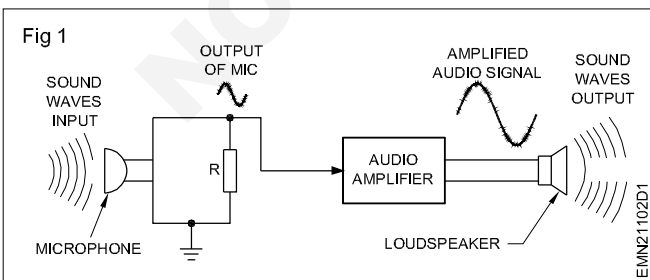 Fig 1
SOUND
WAVES
INPUT
OUTPUT
OF MIC
AMPLIFIED
AUDIO SIGNAL
SOUND
WAVES
OUTPUT
R
AUDIO
AMPLIFIER
MICROPHONE
LOUDSPEAKER
EMN21102D1